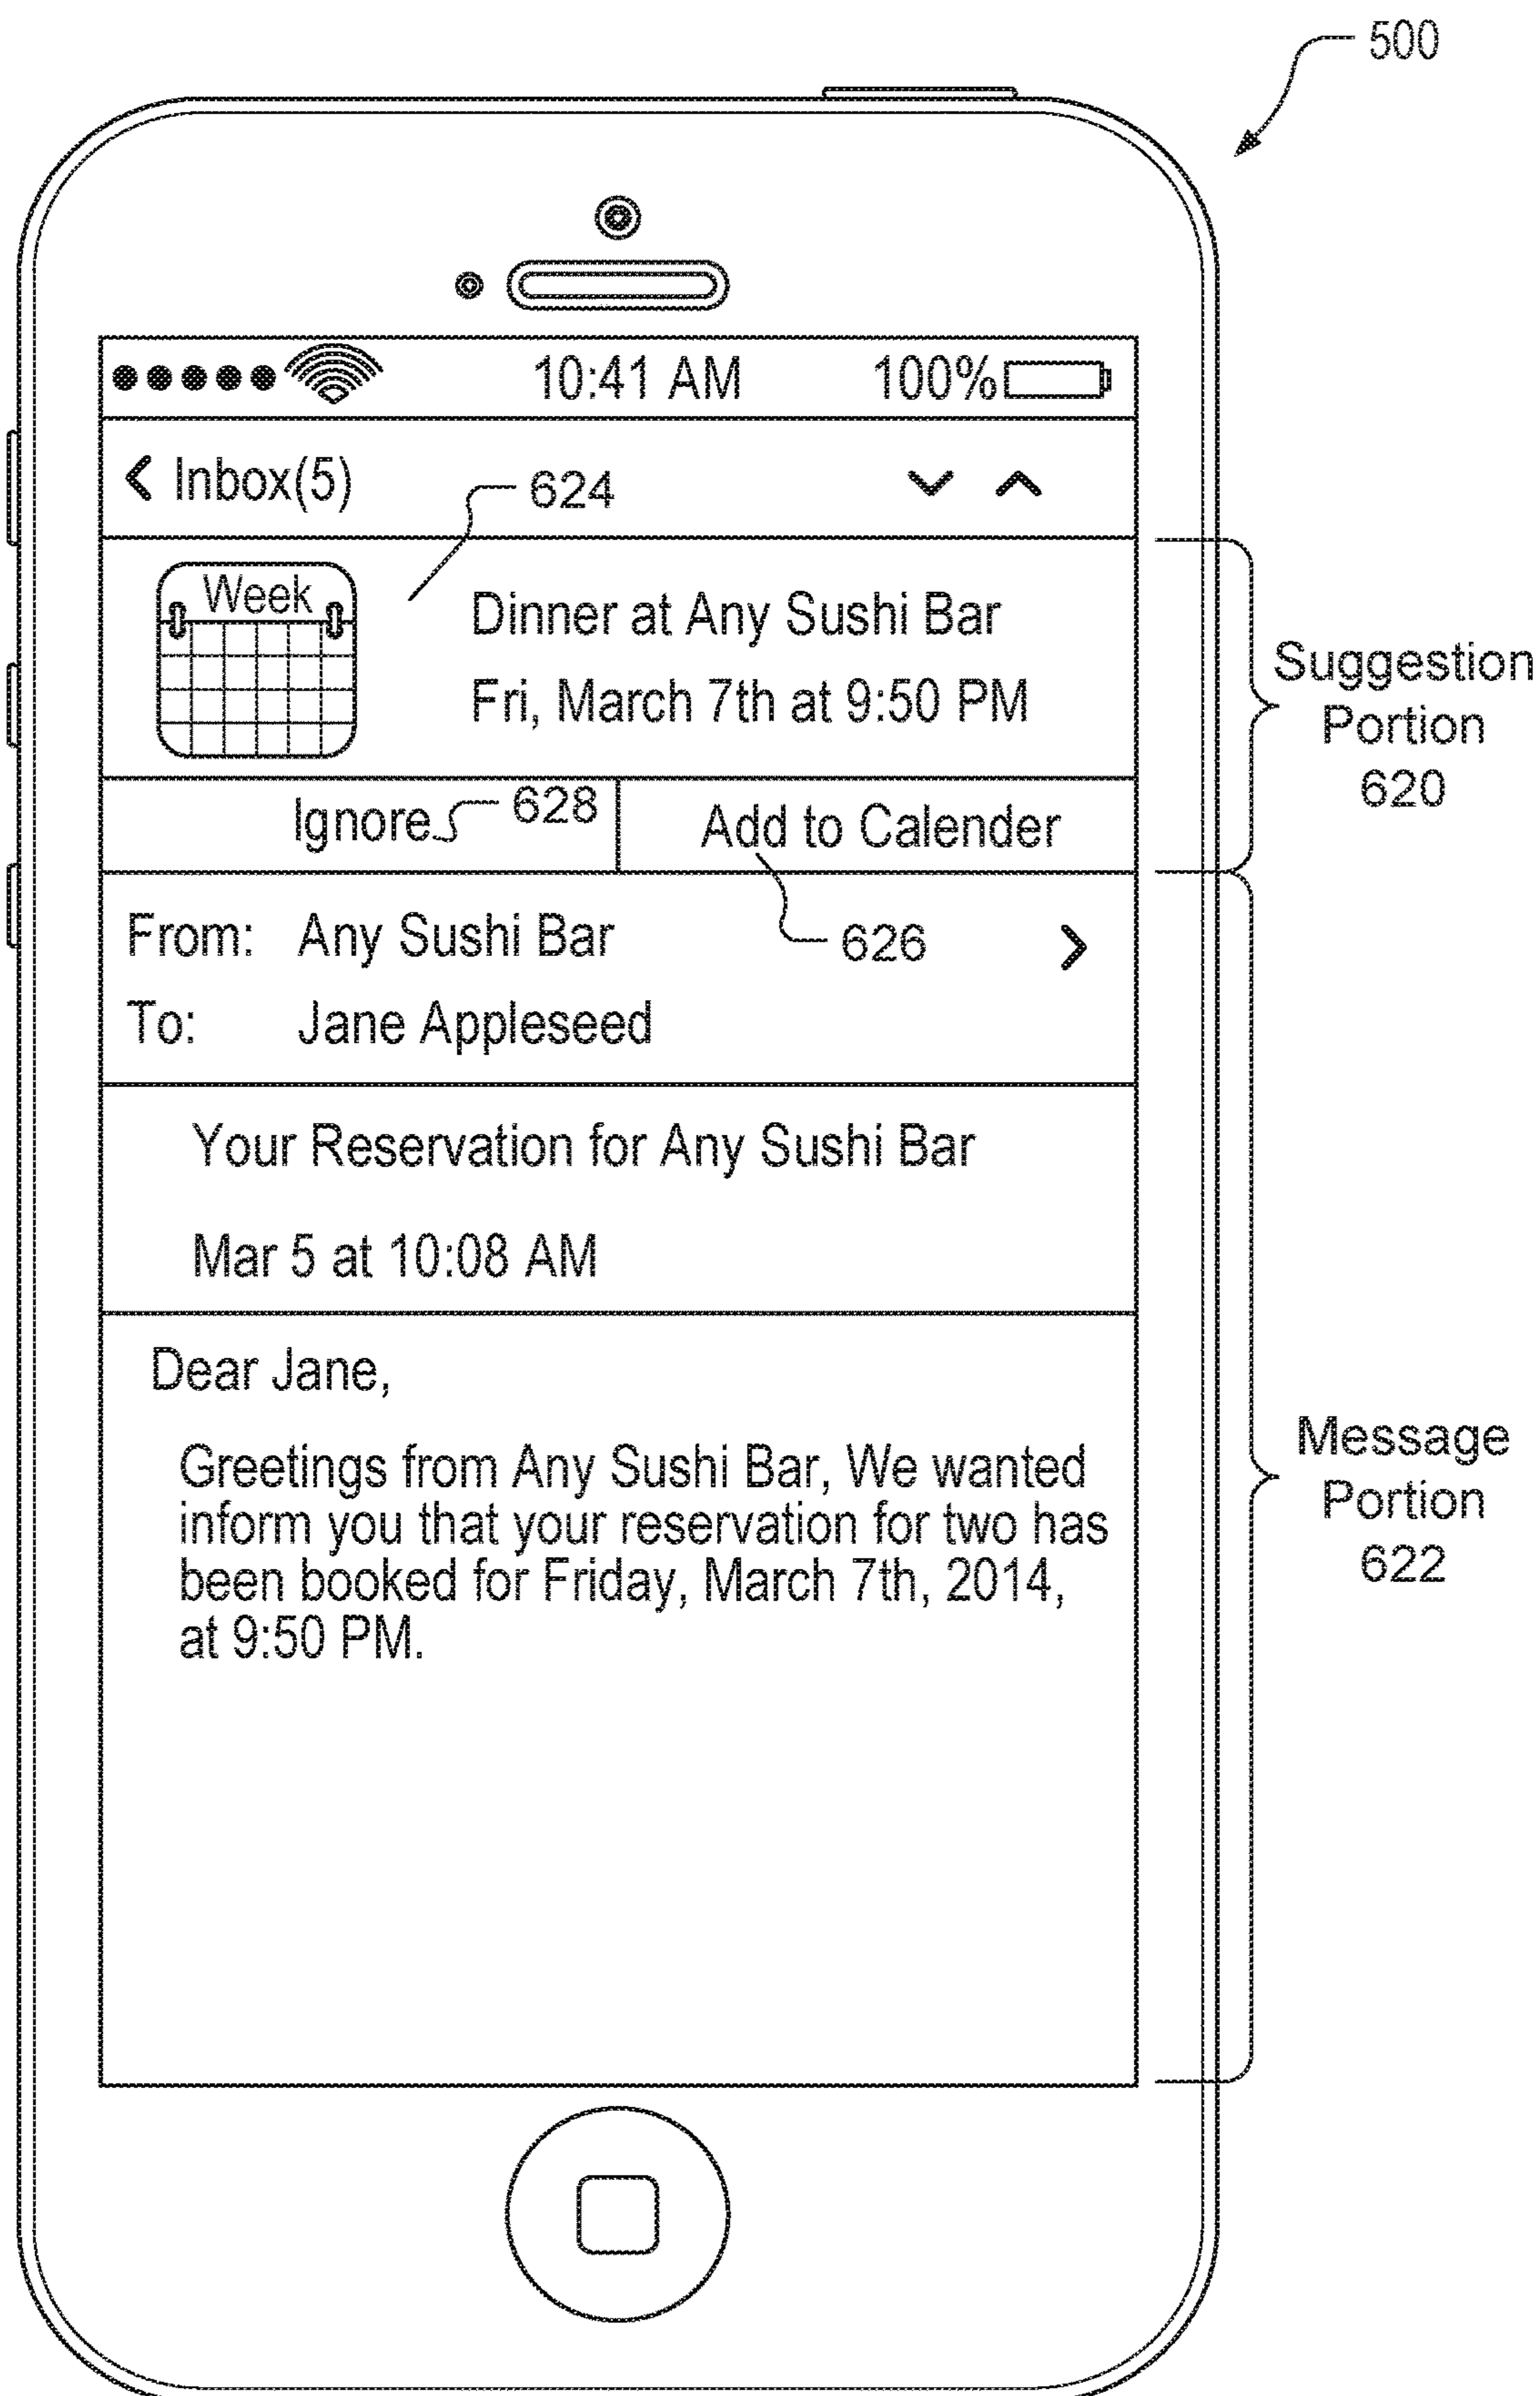 500
10:41 AM 100%
Inbox(5)
624
Week
Dinner at Any Sushi Bar
Fri, March 7th at 9:50 PM
Suggestion
Portion
620
Ignore 628 Add to Calender
From: Any Sushi Bar
626
To: Jane Appleseed
Your Reservation for Any Sushi Bar
Mar 5 at 10:08 AM
Dear Jane,
Greetings from Any Sushi Bar, We wanted
inform you that your reservation for two has
been booked for Friday, March 7th, 2014,
at 9:50 PM.
Message
Portion
622